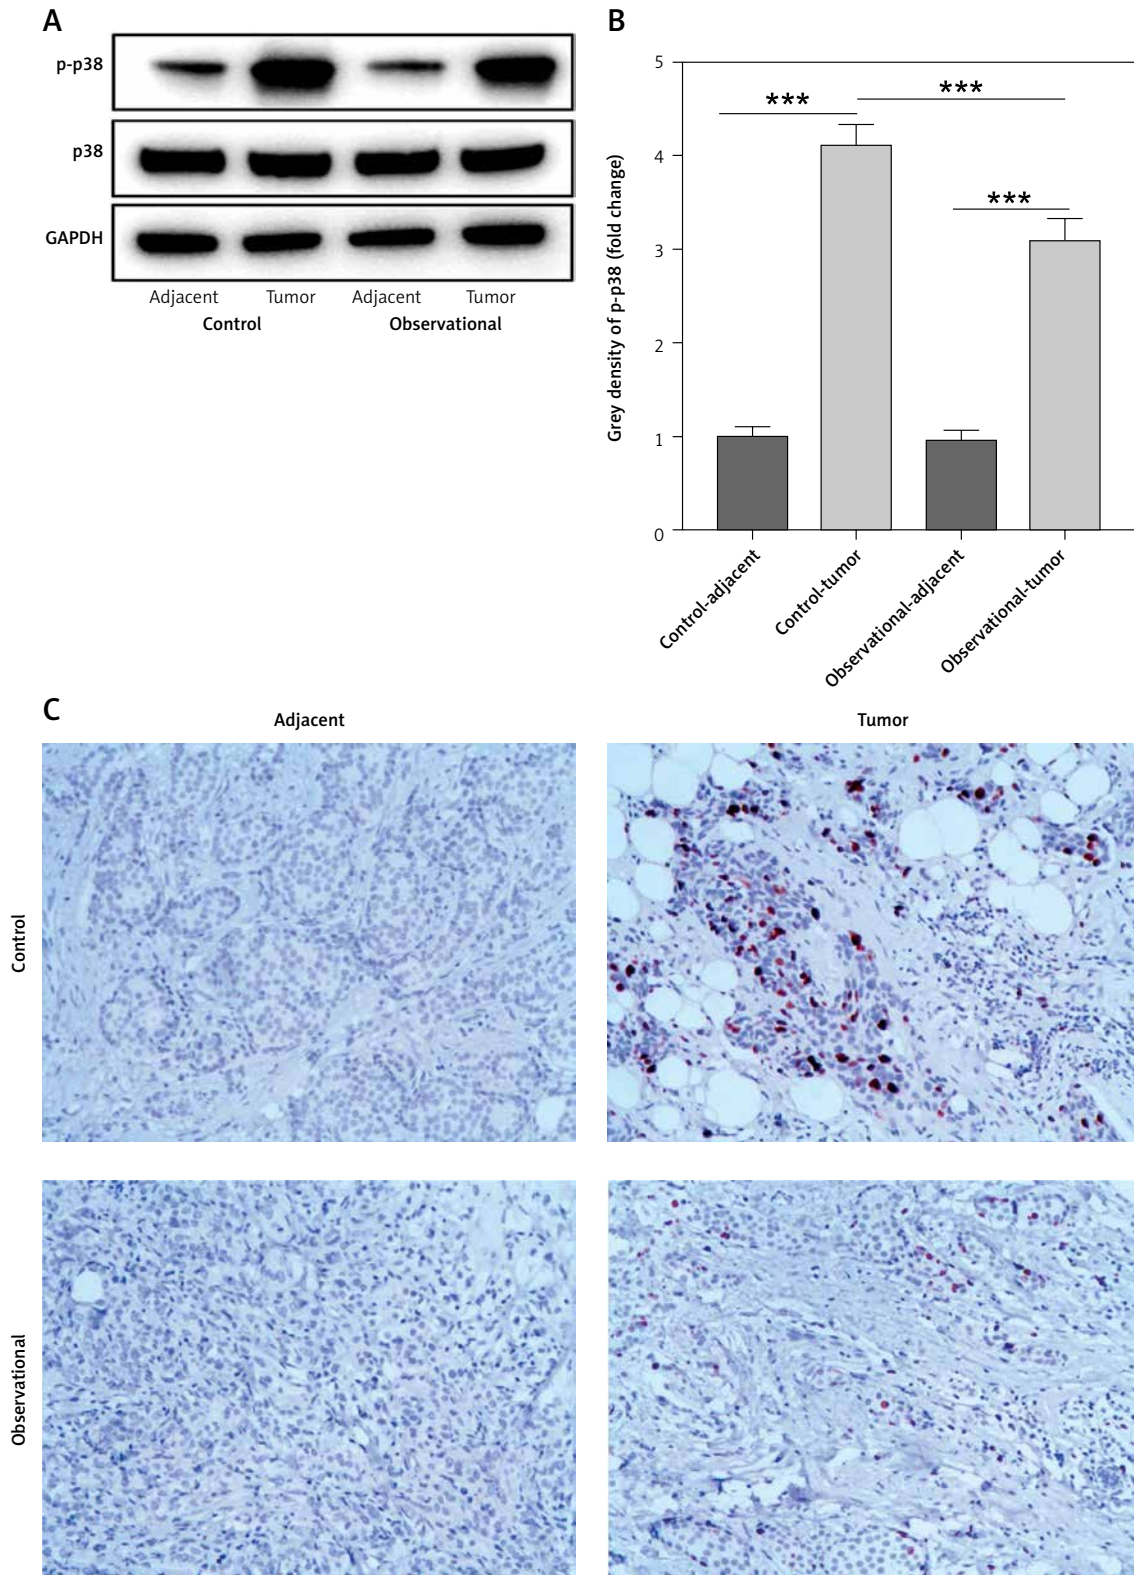 A
p-p38
p38
GAPDH
Adjacent Tumor Adjacent Tumor
Control Observational
B
Grey density of p-p38 (fold change)
5
4
3
2
1
0
***
***
***
Control-adjacent
Control-tumor
Observational-adjacent
Observational-tumor
C
Adjacent Tumor
Control
Observational